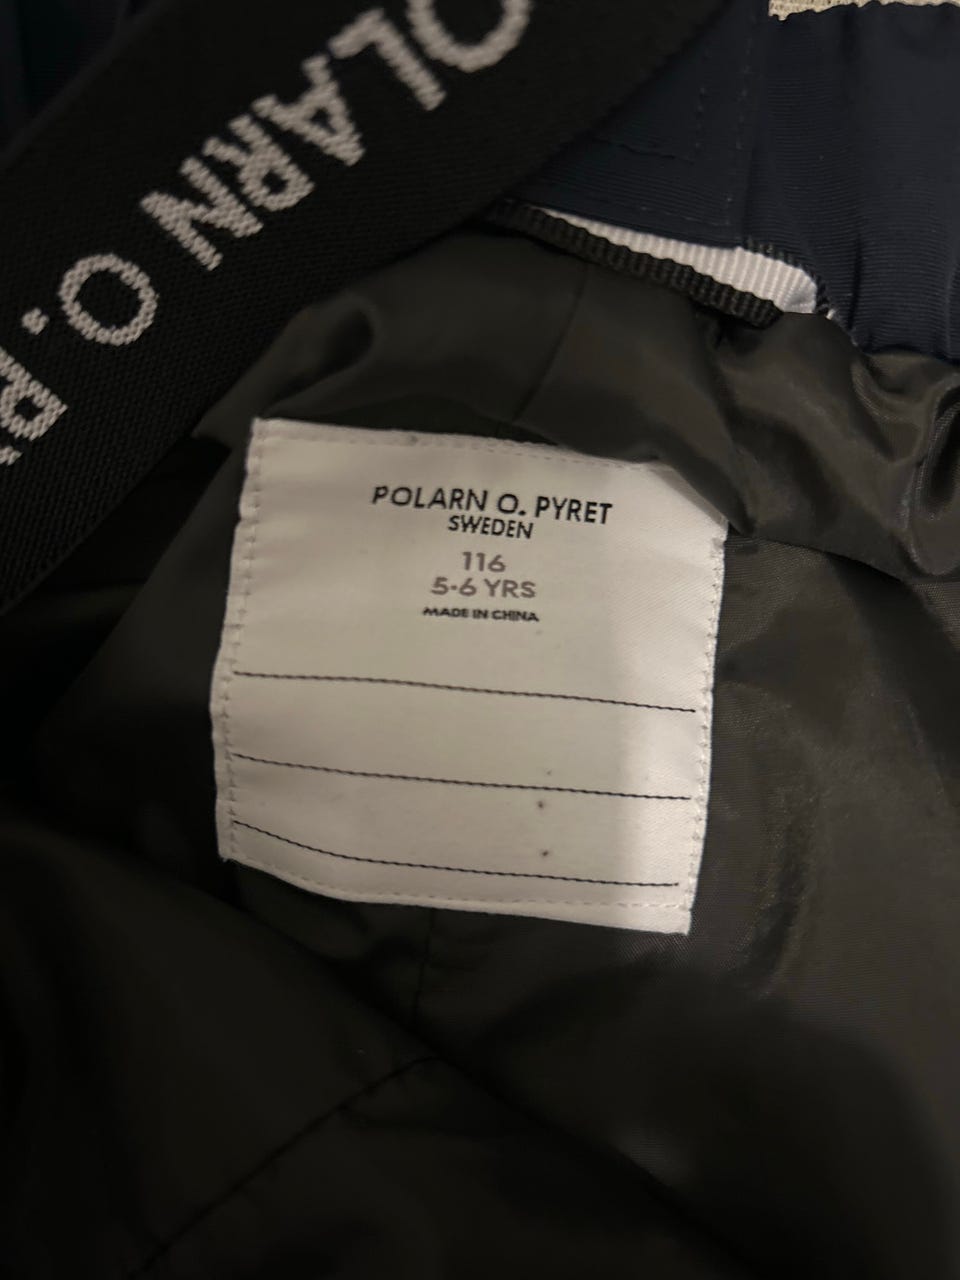 OLARN O. P
POLARN O. PYRET
SWEDEN
116
5-6 YRS
MADE IN CHINA